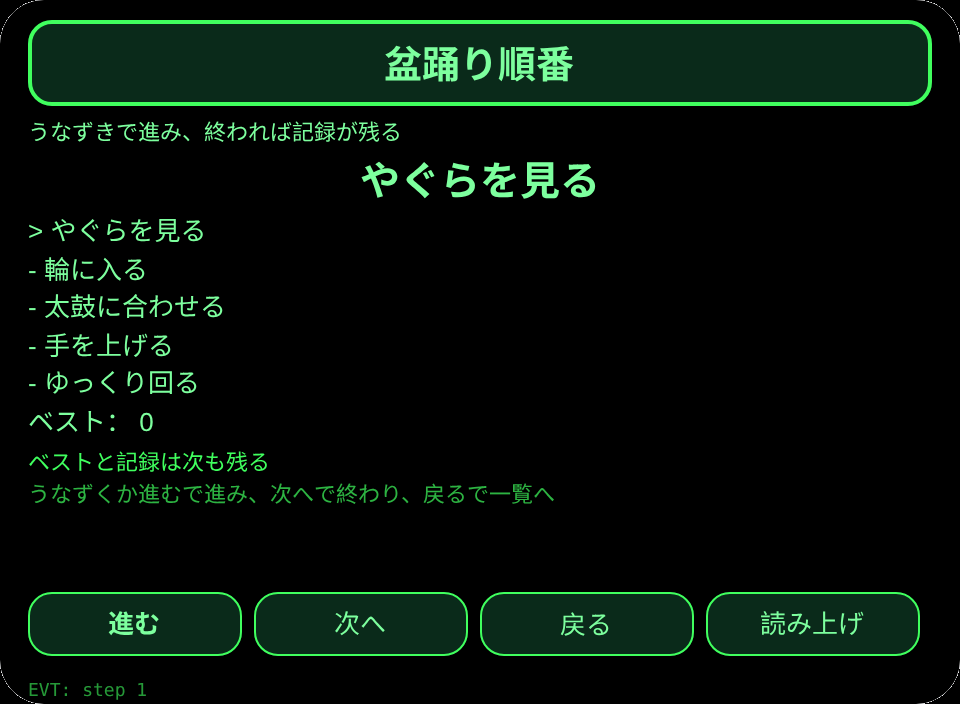 盆踊り順番
うなずきで進み、終われば記録が残る
やぐらを見る
> やぐらを見る
- 輪に入る
- 太鼓に合わせる
- 手を上げる
- ゆっくり回る
ベスト： 0
ベストと記録は次も残る
うなずくか進むで進み、次へで終わり、戻るで一覧へ
進む
次へ
戻る
読み上げ
EVT: step 1